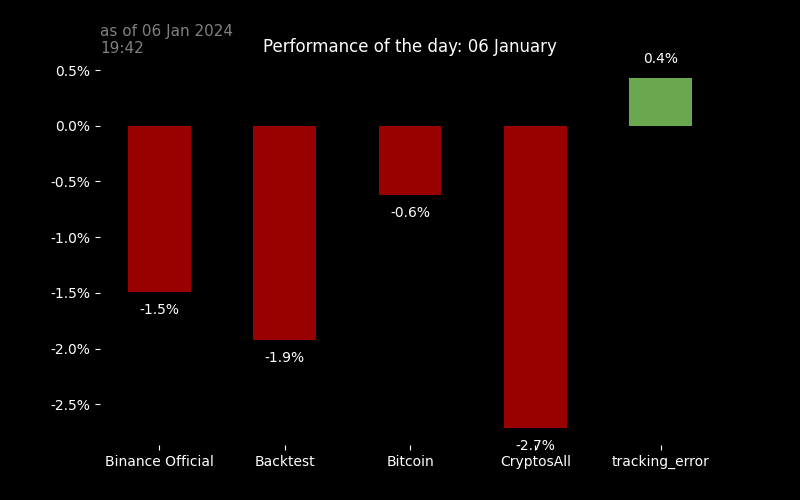 as of 06 Jan 2024
19:42
Performance of the day: 06 January
0.4%
0.5%
0.0%
-0.5%
-1.0%
-1.5%
-2.0%
-2.5%
-1.5%
-1.9%
-0.6%
-2.7%
Binance Official
Backtest
Bitcoin
CryptosAll
tracking_error